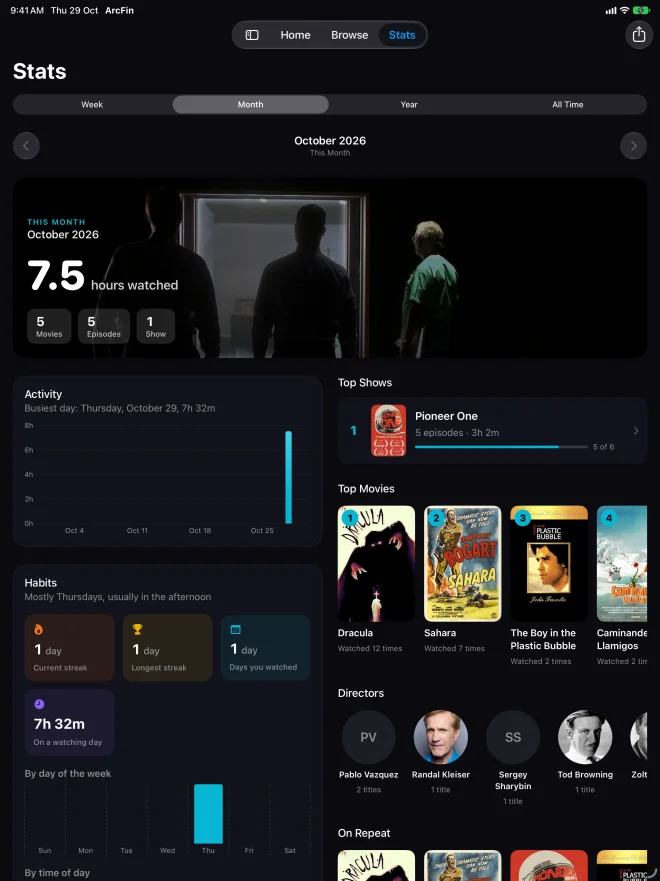 9:41 AM Thu 29 Oct ArcFin
Home Browse Stats
Stats
Week Month Year All Time
October 2026
This Month
THIS MONTH
October 2026
7.5 hours watched
5 5 1
Movies Episodes Show
Activity
Busiest day: Thursday, October 29, 7h 32m
8h
6h
4h
2h
0h
Oct 4 Oct 11 Oct 18 Oct 25
Habits
Mostly Thursdays, usually in the afternoon
1 day
Current streak
1 day
Longest streak
1 day
Days you watched
7h 32m
On a watching day
By day of the week
Sun Mon Tue Wed Thu Fri Sat
By time of day
Top Shows
1
Pioneer One
5 episodes · 3h 2m
5 of 6
Top Movies
1
DRACULA
2
BOGART
SAHARA
3
PLASTIC
BUBBLE
John Travolta
4
Dracula
Watched 12 times
Sahara
Watched 7 times
The Boy in the
Plastic Bubble
Watched 2 times
Caminande
Llamigos
Watched 2 tim
Directors
PV
SS
Pablo Vazquez
2 titles
Randal Kleiser
1 title
Sergey
Sharybin
1 title
Tod Browning
1 title
Zolt
On Repeat